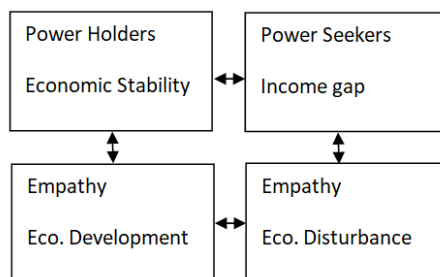 Power Holders
Economic Stability
Power Seekers
Income gap
Empathy
Eco. Development
Empathy
Eco. Disturbance